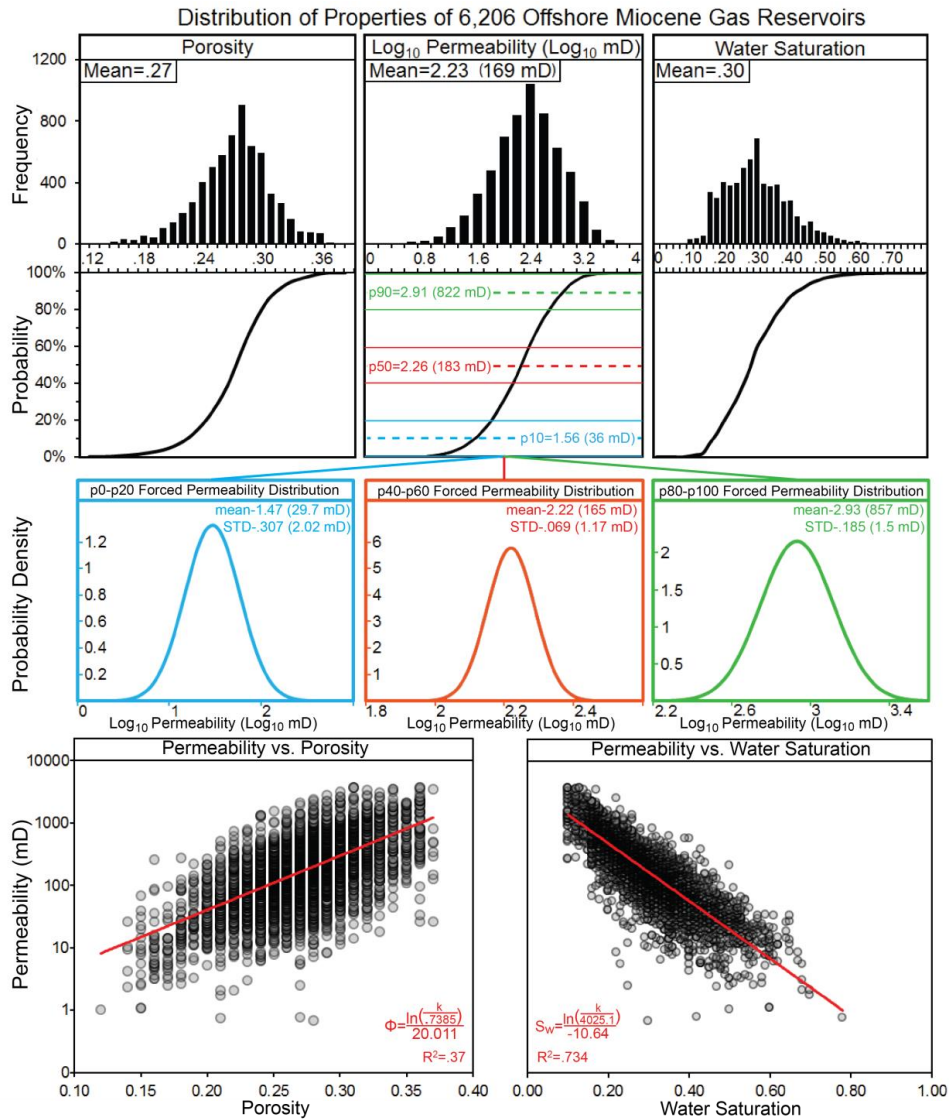 Distribution of Properties of 6,206 Offshore Miocene Gas Reservoirs
Porosity
Log10 Permeability (Log10 mD)
Water Saturation
Mean=.27
Mean=2.23 (169 mD)
Mean=.30
Frequency
1200
800
400
0
.12 .18 .24 .30 .36
0 0.8 1.6 2.4 3.2 4
0 .10 .20 .30 .40 .50 .60 .70
Probability
100%
80%
60%
40%
20%
0%
p90=2.91 (822 mD)
p50=2.26 (183 mD)
p10=1.56 (36 mD)
Probability Density
p0-p20 Forced Permeability Distribution
mean-1.47 (29.7 mD)
STD-.307 (2.02 mD)
1.2
1
0.8
0.6
0.4
0.2
0 1 2
Log10 Permeability (Log10 mD)
p40-p60 Forced Permeability Distribution
mean-2.22 (165 mD)
STD-.069 (1.17 mD)
6
5
4
3
2
1
1.8 2 2.2 2.4
Log10 Permeability (Log10 mD)
p80-p100 Forced Permeability Distribution
mean-2.93 (857 mD)
STD-.185 (1.5 mD)
2
1.5
1
0.5
2.2 2.6 3 3.4
Log10 Permeability (Log10 mD)
Permeability vs. Porosity
Permeability (mD)
10000
1000
100
10
1
0
Φ=ln(k/.7385)/20.011
R²=.37
0.10 0.15 0.20 0.25 0.30 0.35 0.40
Porosity
Permeability vs. Water Saturation
Sw=ln(k/4025.1)/-10.64
R²=.734
0.00 0.20 0.40 0.60 0.80 1.00
Water Saturation